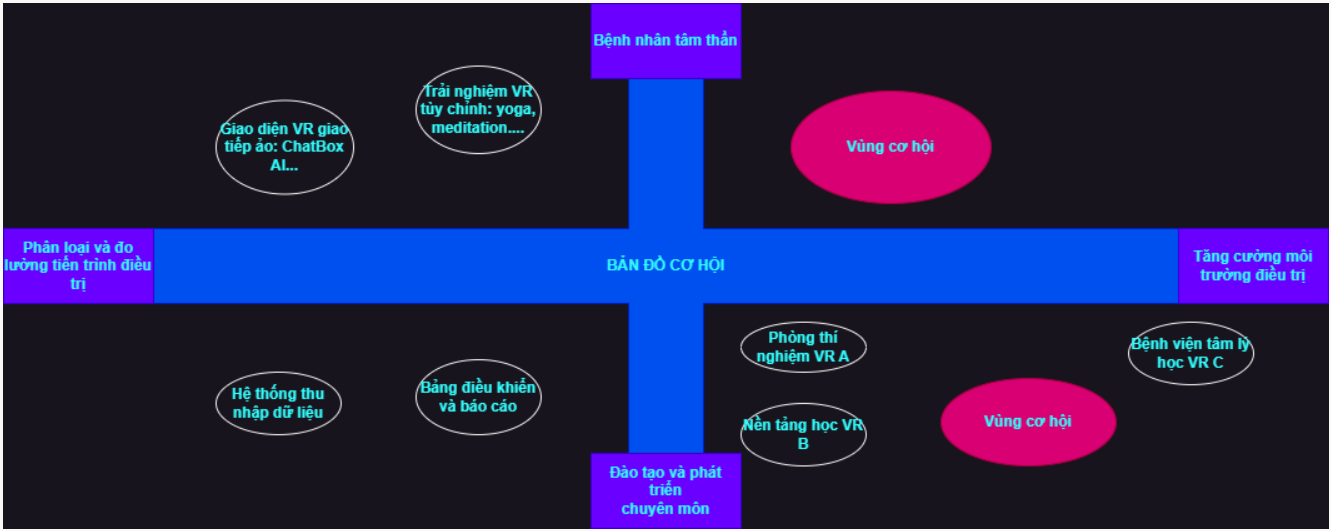 Bệnh nhân tâm thần
Trải nghiệm VR
tùy chỉnh: yoga,
meditation....
Giao diện VR giao
tiếp ảo: ChatBox
AI...
Vùng cơ hội
Phân loại và đo
lường tiến trình điều
trị
BẢN ĐỒ CƠ HỘI
Tăng cường môi
trường điều trị
Phòng thí
nghiệm VR A
Bệnh viện tâm lý
học VR C
Hệ thống thu
nhập dữ liệu
Bảng điều khiển
và báo cáo
Nền tảng học VR
B
Vùng cơ hội
Đào tạo và phát
triển
chuyên môn